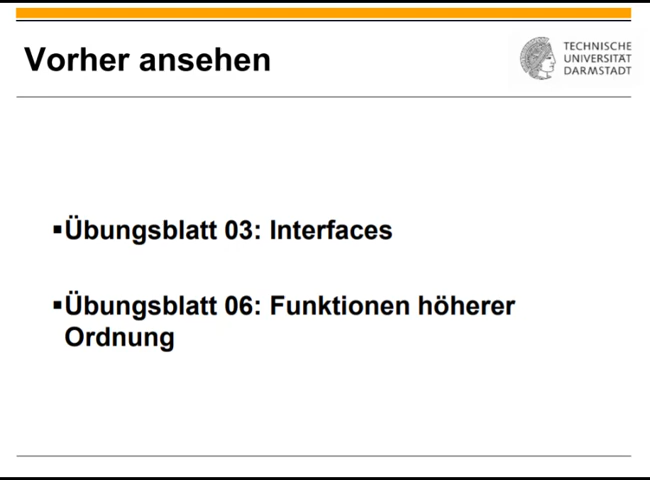 Vorher ansehen
TECHNISCHE
UNIVERSITÄT
DARMSTADT
▪Übungsblatt 03: Interfaces
▪Übungsblatt 06: Funktionen höherer
Ordnung